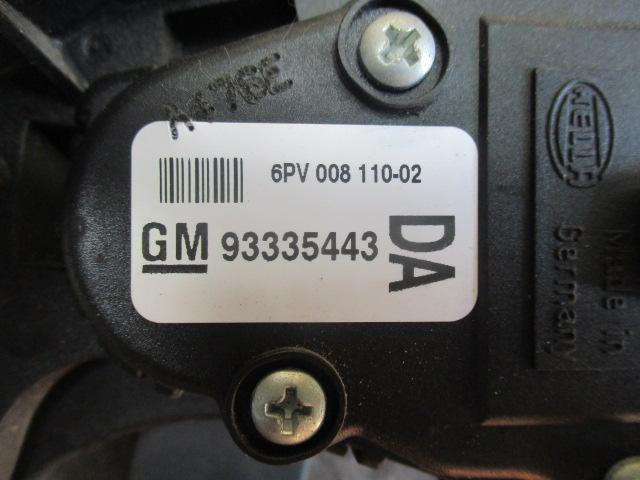 A476E
6PV 008 110-02
GM 93335443
DA
HELLA
Made in
Germany